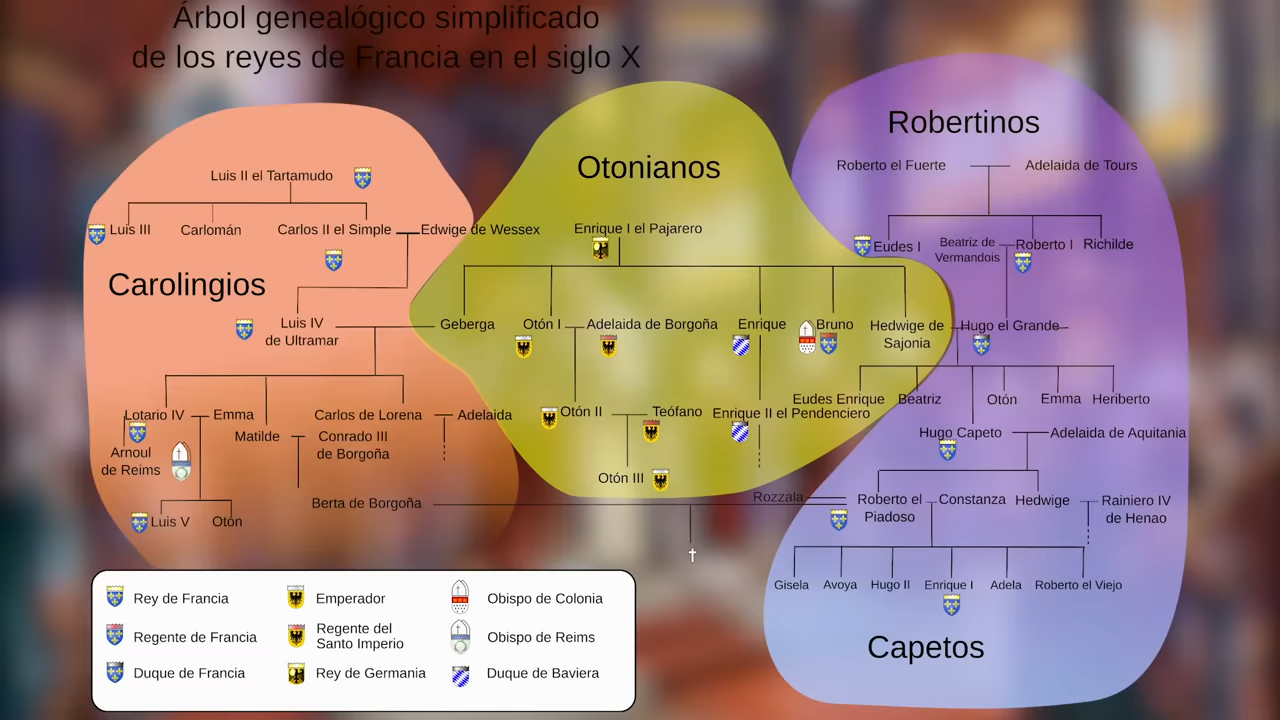 Árbol genealógico simplificado
de los reyes de Francia en el siglo X
Carolingios
Luis II el Tartamudo
Luis III
Carlomán
Carlos II el Simple
Edwige de Wessex
Luis IV
de Ultramar
Lotario IV
Emma
Carlos de Lorena
Adelaida
Arnoul
de Reims
Matilde
Conrado III
de Borgoña
Berta de Borgoña
Luis V
Otón
Otonianos
Enrique I el Pajarero
Geberga
Otón I
Adelaida de Borgoña
Enrique
Bruno
Hedwige de
Sajonia
Otón II
Teófano
Enrique II el Pendenciero
Otón III
Robertinos
Roberto el Fuerte
Adelaida de Tours
Eudes I
Beatriz de
Vermandois
Roberto I
Richilde
Hugo el Grande
Eudes Enrique
Beatriz
Otón
Emma
Heriberto
Hugo Capeto
Adelaida de Aquitania
Rozzala
Roberto el
Piadoso
Constanza
Hedwige
Rainiero IV
de Henao
Gisela
Avoya
Hugo II
Enrique I
Adela
Roberto el Viejo
Capetos
Rey de Francia
Regente de Francia
Duque de Francia
Emperador
Regente del
Santo Imperio
Rey de Germania
Obispo de Colonia
Obispo de Reims
Duque de Baviera